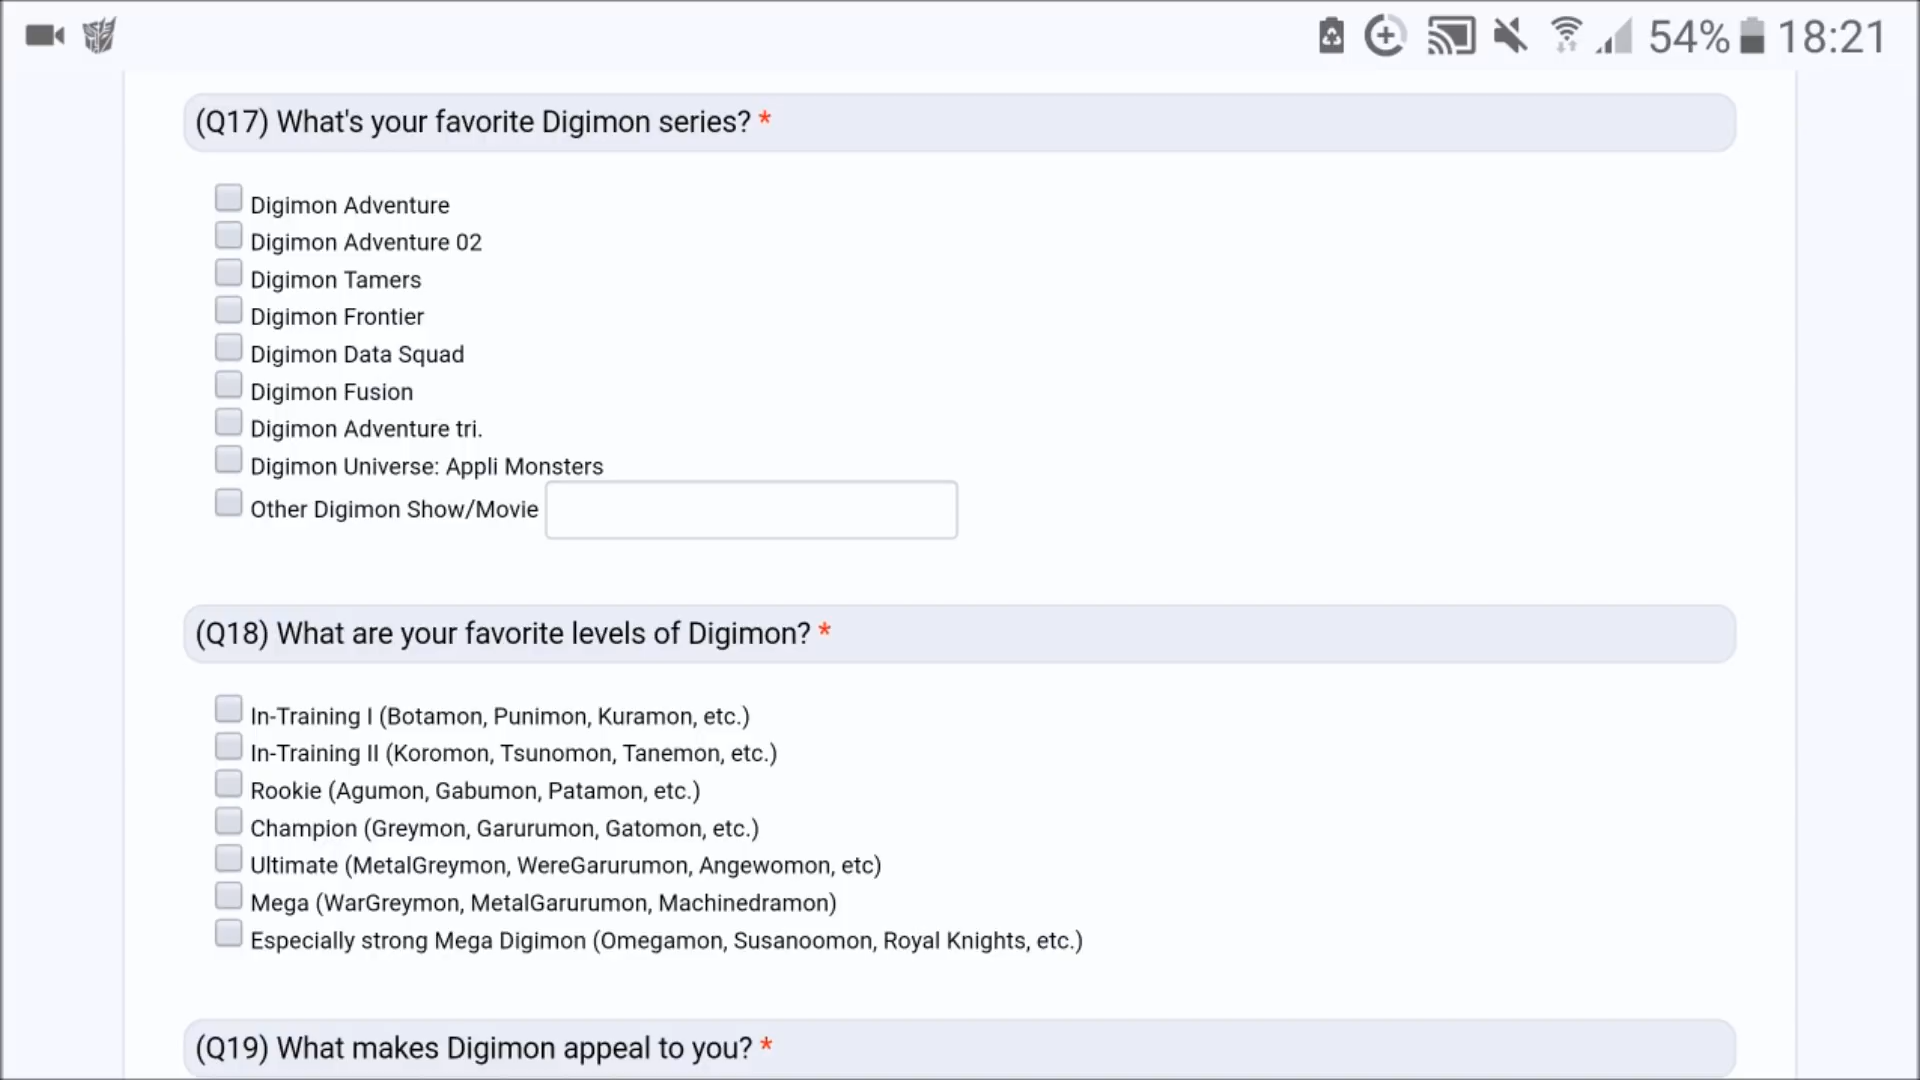 54% 18:21
(Q17) What's your favorite Digimon series? *
Digimon Adventure
Digimon Adventure 02
Digimon Tamers
Digimon Frontier
Digimon Data Squad
Digimon Fusion
Digimon Adventure tri.
Digimon Universe: Appli Monsters
Other Digimon Show/Movie
(Q18) What are your favorite levels of Digimon? *
In-Training I (Botamon, Punimon, Kuramon, etc.)
In-Training II (Koromon, Tsunomon, Tanemon, etc.)
Rookie (Agumon, Gabumon, Patamon, etc.)
Champion (Greymon, Garurumon, Gatomon, etc.)
Ultimate (MetalGreymon, WereGarurumon, Angewomon, etc)
Mega (WarGreymon, MetalGarurumon, Machinedramon)
Especially strong Mega Digimon (Omegamon, Susanoomon, Royal Knights, etc.)
(Q19) What makes Digimon appeal to you? *